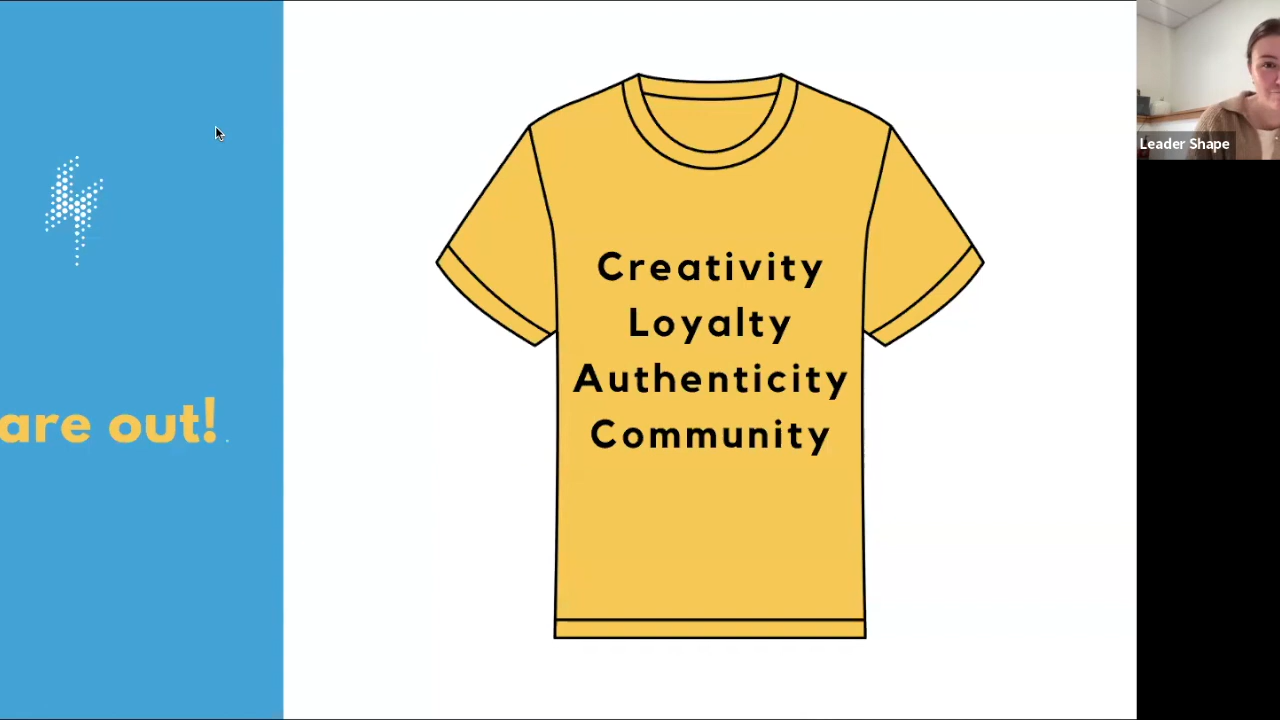 are out!
Creativity
Loyalty
Authenticity
Community
Leader Shape